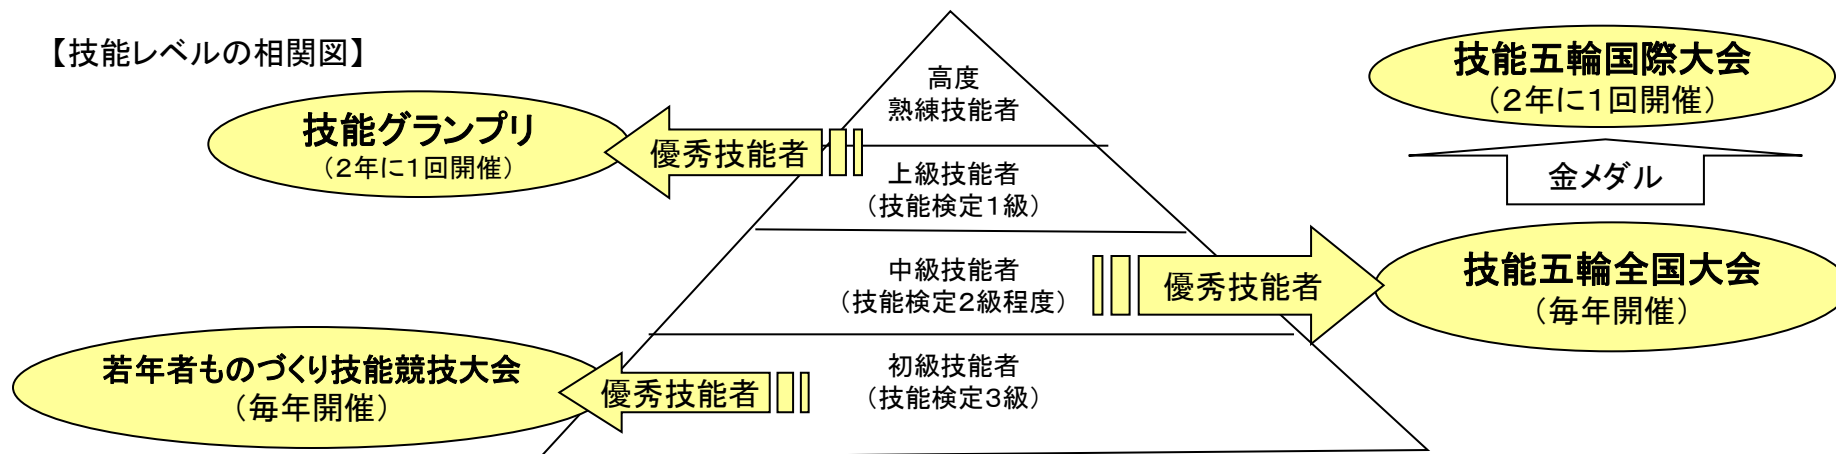 【技能レベルの相関図】
高度
熟練技能者
技能五輪国際大会
（２年に１回開催）
技能グランプリ
（２年に１回開催）
優秀技能者
上級技能者
（技能検定１級）
金メダル
中級技能者
（技能検定２級程度）
優秀技能者
技能五輪全国大会
（毎年開催）
若年者ものづくり技能競技大会
（毎年開催）
優秀技能者
初級技能者
（技能検定３級）